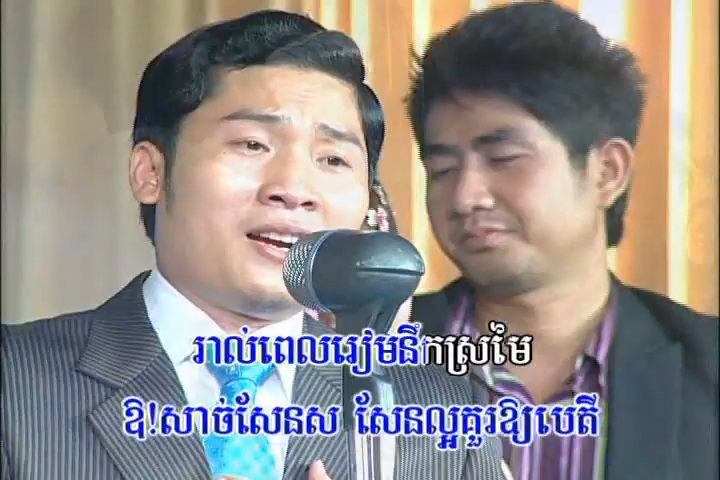 រាល់ពេលរៀមនឹកស្រមៃ
ឱ!សាច់សែនស សែនល្អគួរឱ្យបេតី